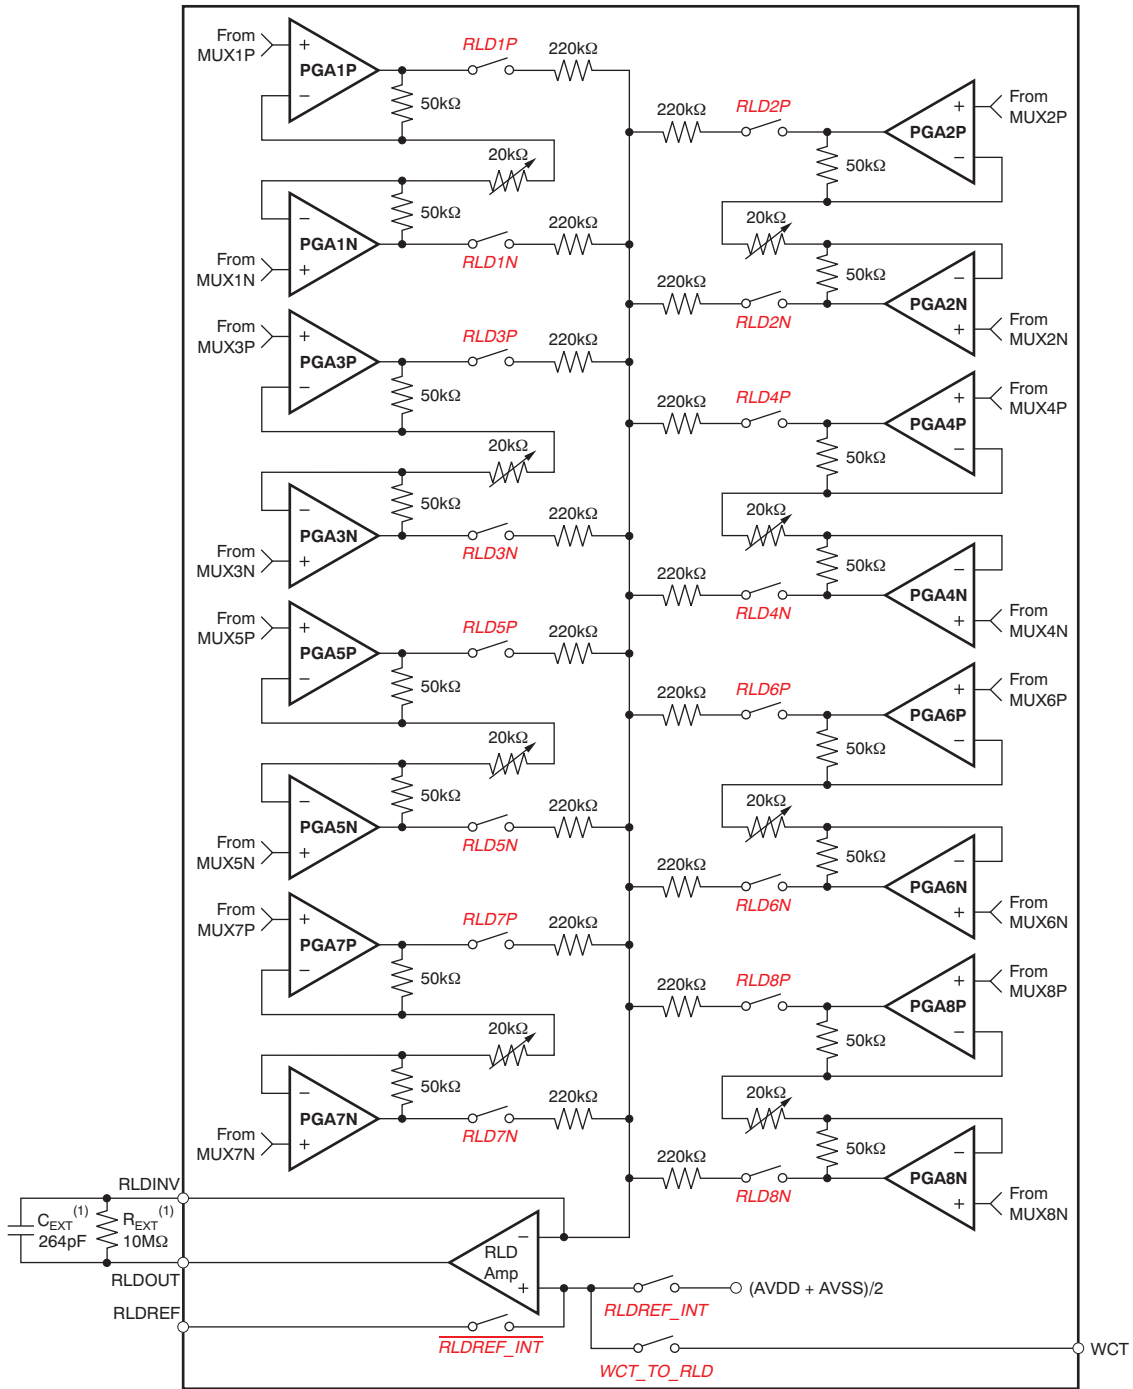 From
MUX1P
+
PGA1P
−
RLD1P
220kΩ
50kΩ
20kΩ
−
PGA1N
+
50kΩ
220kΩ
RLD1N
From
MUX1N
From
MUX3P
+
PGA3P
−
RLD3P
220kΩ
50kΩ
20kΩ
−
PGA3N
+
50kΩ
220kΩ
RLD3N
From
MUX3N
From
MUX5P
+
PGA5P
−
RLD5P
220kΩ
50kΩ
20kΩ
−
PGA5N
+
50kΩ
220kΩ
RLD5N
From
MUX5N
From
MUX7P
+
PGA7P
−
RLD7P
220kΩ
50kΩ
20kΩ
−
PGA7N
+
50kΩ
220kΩ
RLD7N
From
MUX7N
220kΩ
RLD2P
+
PGA2P
−
From
MUX2P
50kΩ
20kΩ
220kΩ
RLD2N
50kΩ
−
PGA2N
+
From
MUX2N
220kΩ
RLD4P
+
PGA4P
−
From
MUX4P
50kΩ
20kΩ
220kΩ
RLD4N
50kΩ
−
PGA4N
+
From
MUX4N
220kΩ
RLD6P
+
PGA6P
−
From
MUX6P
50kΩ
20kΩ
220kΩ
RLD6N
50kΩ
−
PGA6N
+
From
MUX6N
220kΩ
RLD8P
+
PGA8P
−
From
MUX8P
50kΩ
20kΩ
220kΩ
RLD8N
50kΩ
−
PGA8N
+
From
MUX8N
RLDINV
CEXT(1)
264pF
REXT(1)
10MΩ
RLDOUT
RLDREF
−
RLD
Amp
+
RLDREF_INT
(AVDD + AVSS)/2
RLDREF_INT
WCT_TO_RLD
WCT